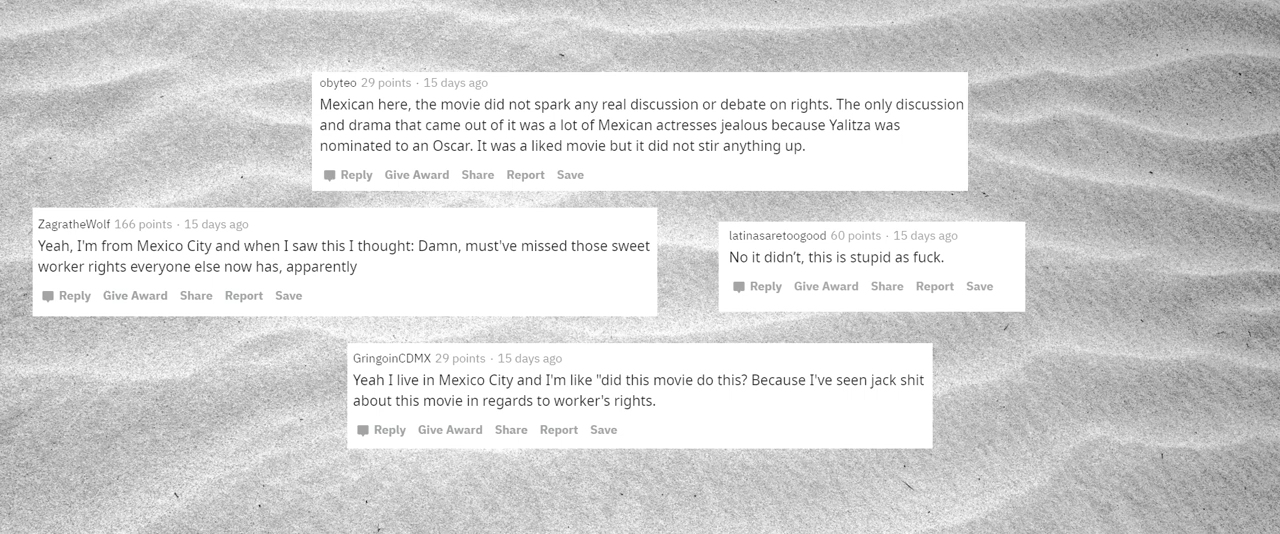 obyteo 29 points · 15 days ago
Mexican here, the movie did not spark any real discussion or debate on rights. The only discussion
and drama that came out of it was a lot of Mexican actresses jealous because Yalitza was
nominated to an Oscar. It was a liked movie but it did not stir anything up.
Reply Give Award Share Report Save
ZagratheWolf 166 points · 15 days ago
Yeah, I'm from Mexico City and when I saw this I thought: Damn, must've missed those sweet
worker rights everyone else now has, apparently
Reply Give Award Share Report Save
latinasaretoogood 60 points · 15 days ago
No it didn't, this is stupid as fuck.
Reply Give Award Share Report Save
GringoinCDMX 29 points · 15 days ago
Yeah I live in Mexico City and I'm like "did this movie do this? Because I've seen jack shit
about this movie in regards to worker's rights.
Reply Give Award Share Report Save